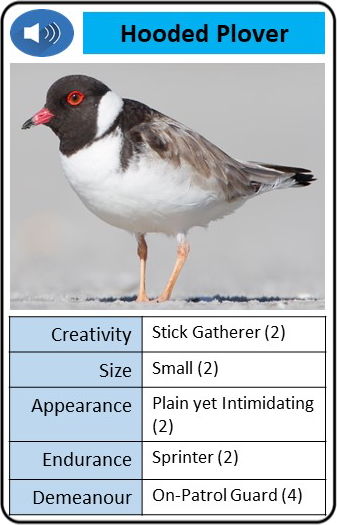 Hooded Plover
Creativity Stick Gatherer (2)
Size Small (2)
Appearance Plain yet Intimidating
(2)
Endurance Sprinter (2)
Demeanour On-Patrol Guard (4)